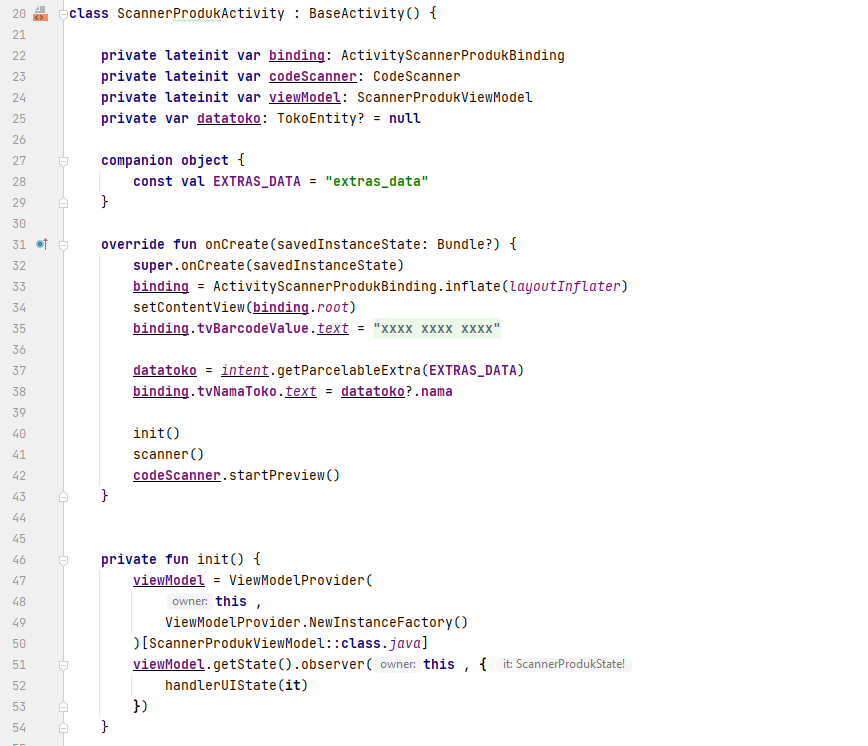 20 class ScannerProdukActivity : BaseActivity() {
21
22 private lateinit var binding: ActivityScannerProdukBinding
23 private lateinit var codeScanner: CodeScanner
24 private lateinit var viewModel: ScannerProdukViewModel
25 private var datatoko: TokoEntity? = null
26
27 companion object {
28 const val EXTRAS_DATA = "extras_data"
29 }
30
31 override fun onCreate(savedInstanceState: Bundle?) {
32 super.onCreate(savedInstanceState)
33 binding = ActivityScannerProdukBinding.inflate(layoutInflater)
34 setContentView(binding.root)
35 binding.tvBarcodeValue.text = "xxxx xxxx xxxx"
36
37 datatoko = intent.getParcelableExtra(EXTRAS_DATA)
38 binding.tvNamaToko.text = datatoko?.nama
39
40 init()
41 scanner()
42 codeScanner.startPreview()
43 }
44
45
46 private fun init() {
47 viewModel = ViewModelProvider(
48 owner: this ,
49 ViewModelProvider.NewInstanceFactory()
50 )[ScannerProdukViewModel::class.java]
51 viewModel.getState().observer( owner: this , { it: ScannerProdukState!
52 handlerUIState(it)
53 })
54 }